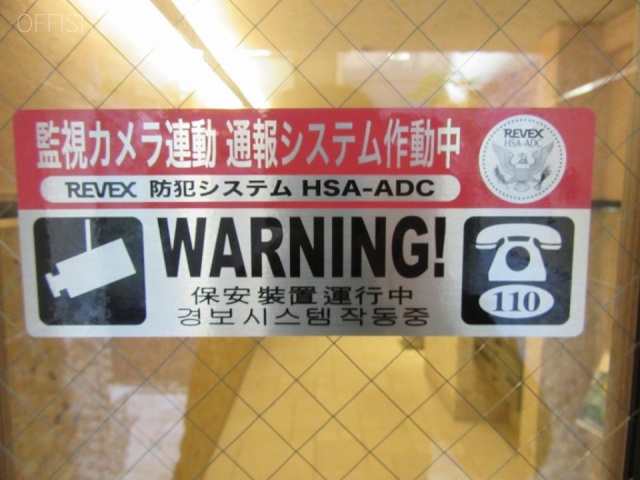 OFFIS
監視カメラ連動 通報システム作動中
REVEX
HSA-ADC
REVEX 防犯システム HSA-ADC
WARNING!
保安裝置運行中
경보시스템작동중
110